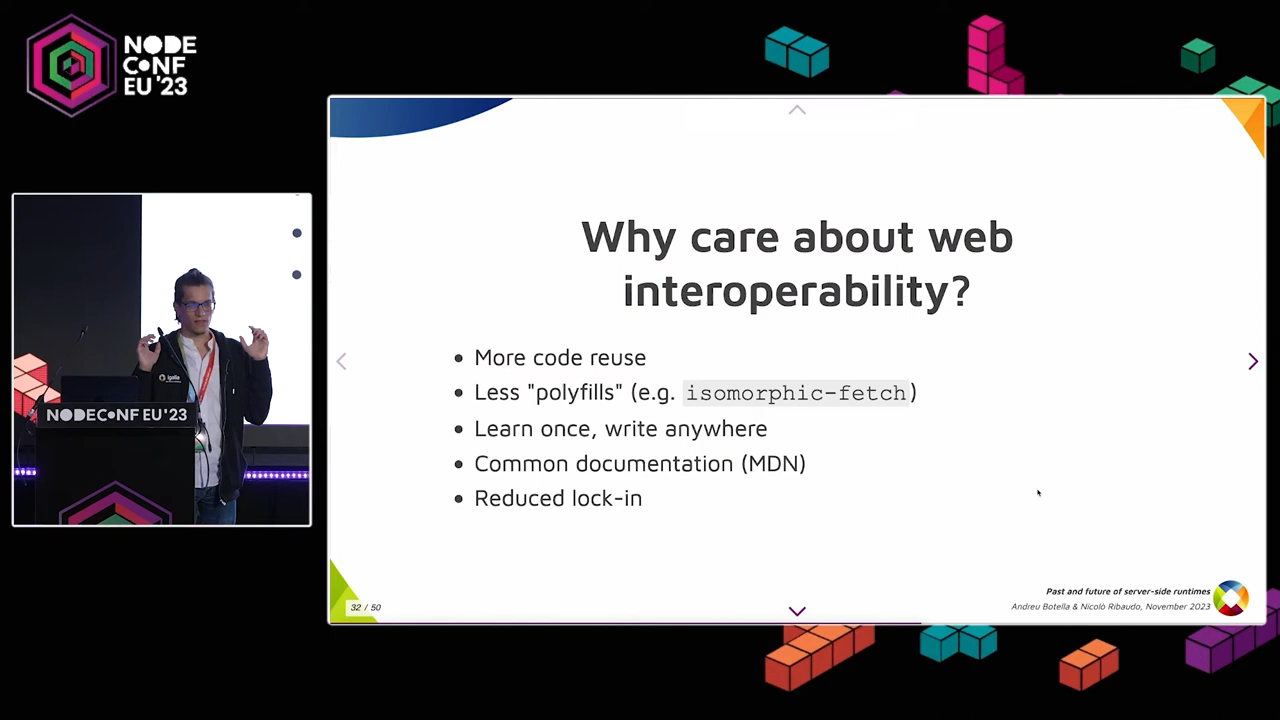 NODE
CONF
EU '23
Why care about web
interoperability?
More code reuse
Less "polyfills" (e.g. isomorphic-fetch)
Learn once, write anywhere
Common documentation (MDN)
Reduced lock-in
igalia
NODECONF EU '23
32 / 50
Past and future of server-side runtimes
Andreu Botella & Nicolò Ribaudo, November 2023